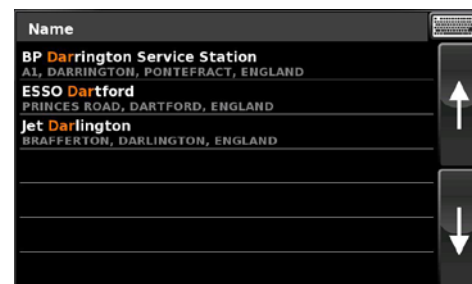 Name
BP Darrington Service Station
A1, DARRINGTON, PONTEFRACT, ENGLAND
ESSO Dartford
PRINCES ROAD, DARTFORD, ENGLAND
Jet Darlington
BRAFFERTON, DARLINGTON, ENGLAND